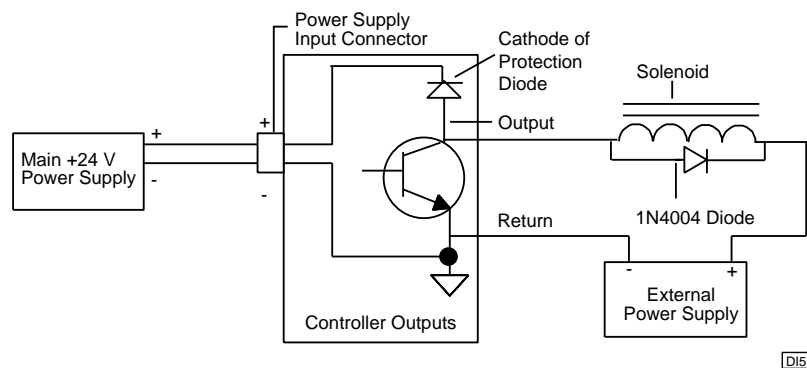 Power Supply
Input Connector
Cathode of
Protection
Diode
Solenoid
+
+
Output
Main +24 V
Power Supply
-
-
1N4004 Diode
Return
-
+
External
Power Supply
Controller Outputs
DI5